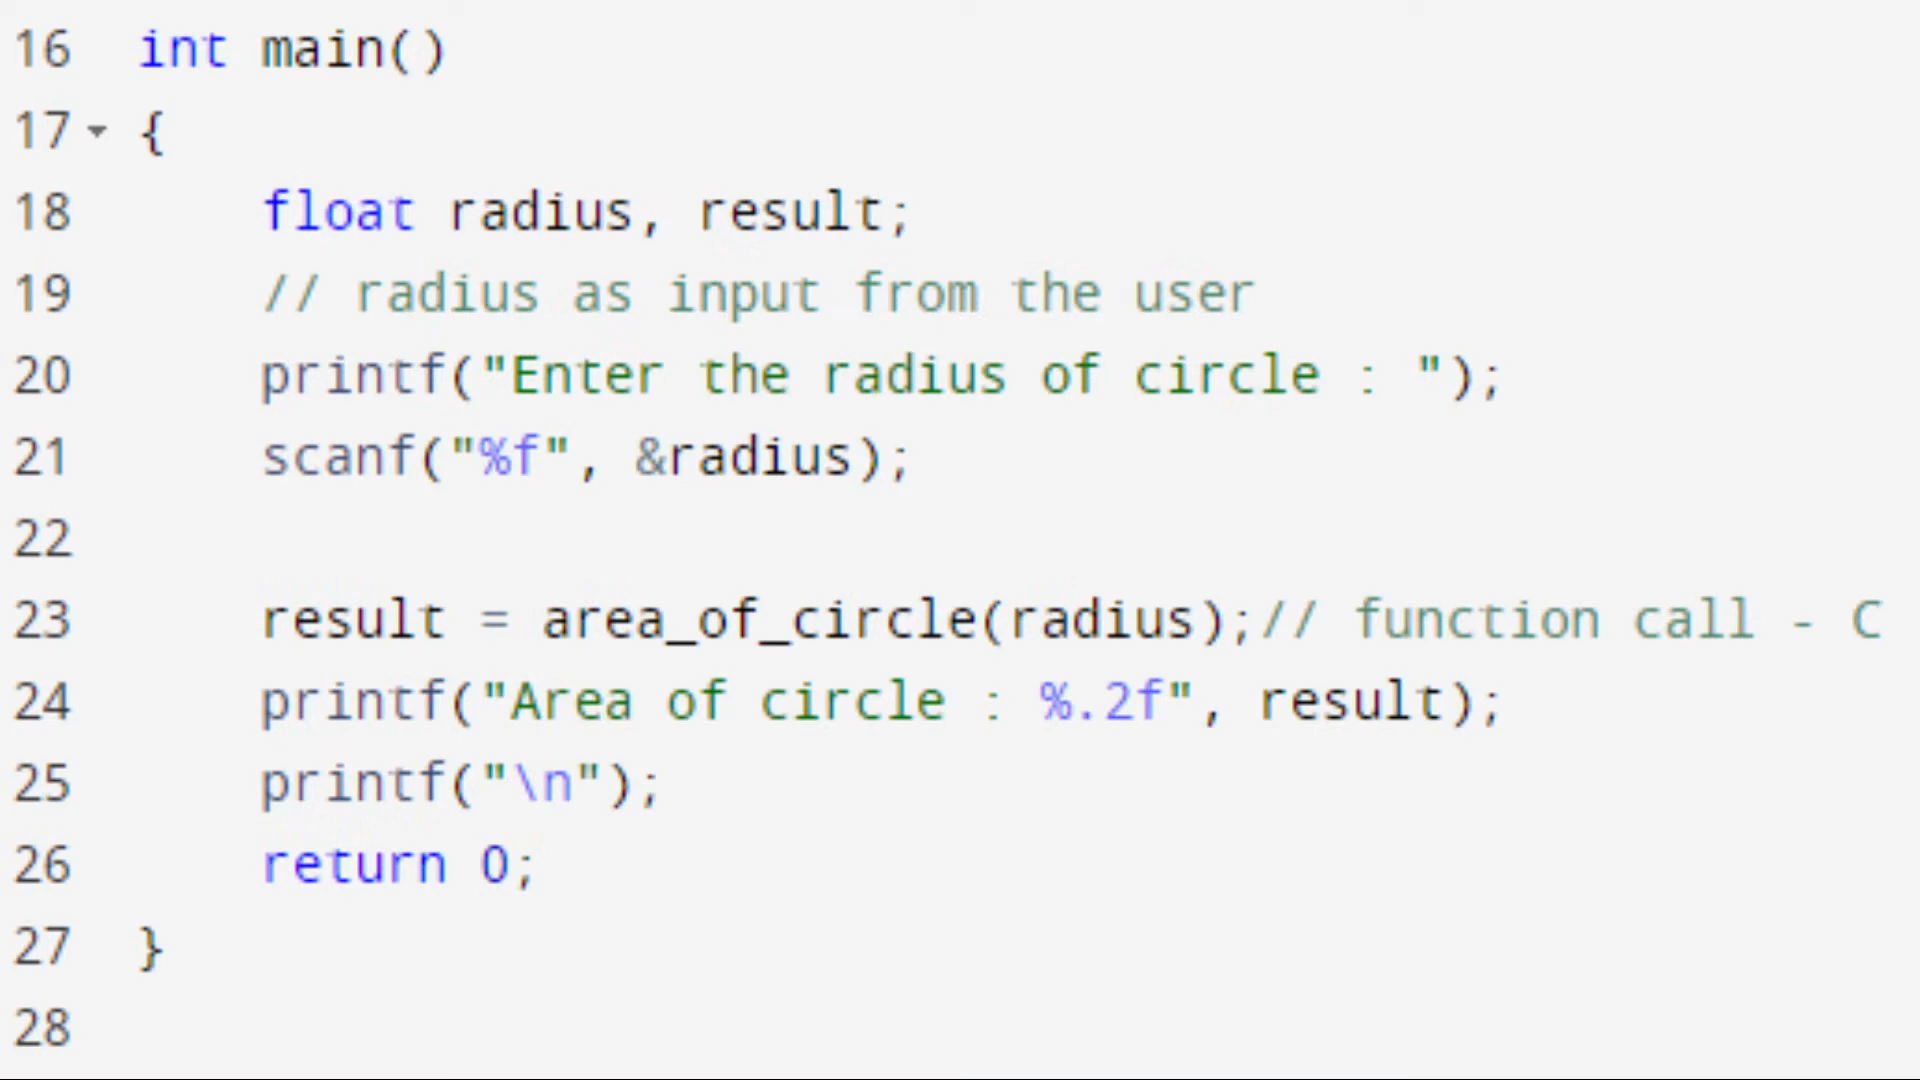 16 int main()
17 {
18 float radius, result;
19 // radius as input from the user
20 printf("Enter the radius of circle : ");
21 scanf("%f", &radius);
22
23 result = area_of_circle(radius);// function call - C
24 printf("Area of circle : %.2f", result);
25 printf("\n");
26 return 0;
27 }
28